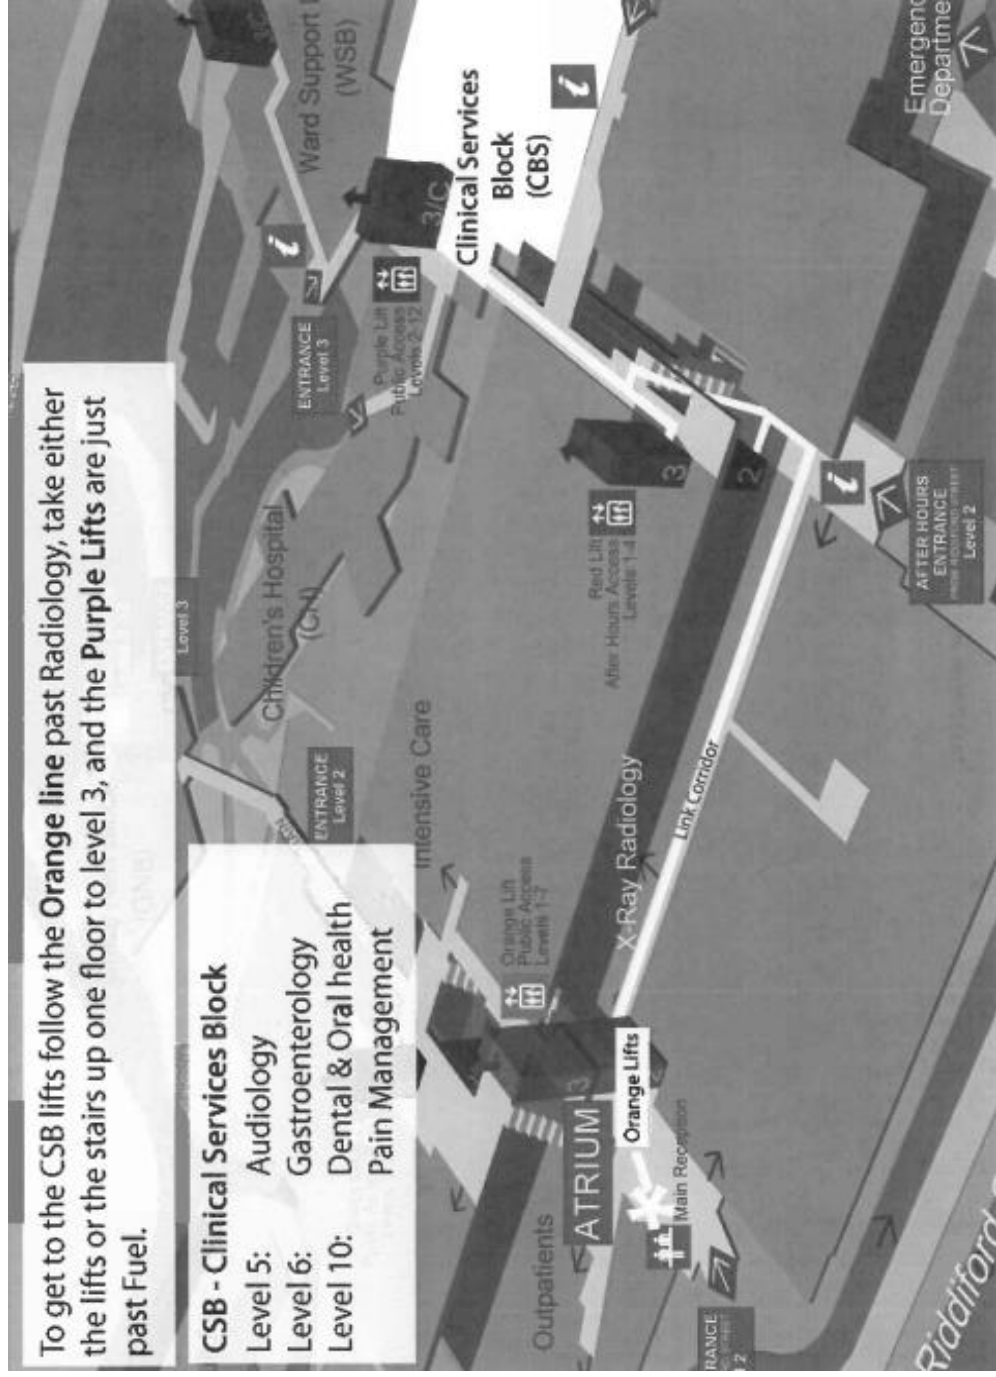 To get to the CSB lifts follow the Orange line past Radiology, take either
the lifts or the stairs up one floor to level 3, and the Purple Lifts are just
past Fuel.
CSB - Clinical Services Block
Level 5: Audiology
Level 6: Gastroenterology
Level 10: Dental & Oral health
Pain Management
Level 3
ENTRANCE
Level 2
Children's Hospital
(CH)
ENTRANCE
Level 3
Ward Support
(WSB)
Purple Lift
Public Access
Levels 2-12
3/C
Clinical Services
Block
(CBS)
i
i
Intensive Care
Orange Lift
Public Access
Levels 1-7
Red Lift
After Hours Access
Levels 1-4
3
2
X-Ray Radiology
Link Corridor
Outpatients
ATRIUM
3
Orange Lifts
Main Reception
i
AFTER HOURS
ENTRANCE
Level 2
Emergenc
Departme
RANCE
2
Riddiford